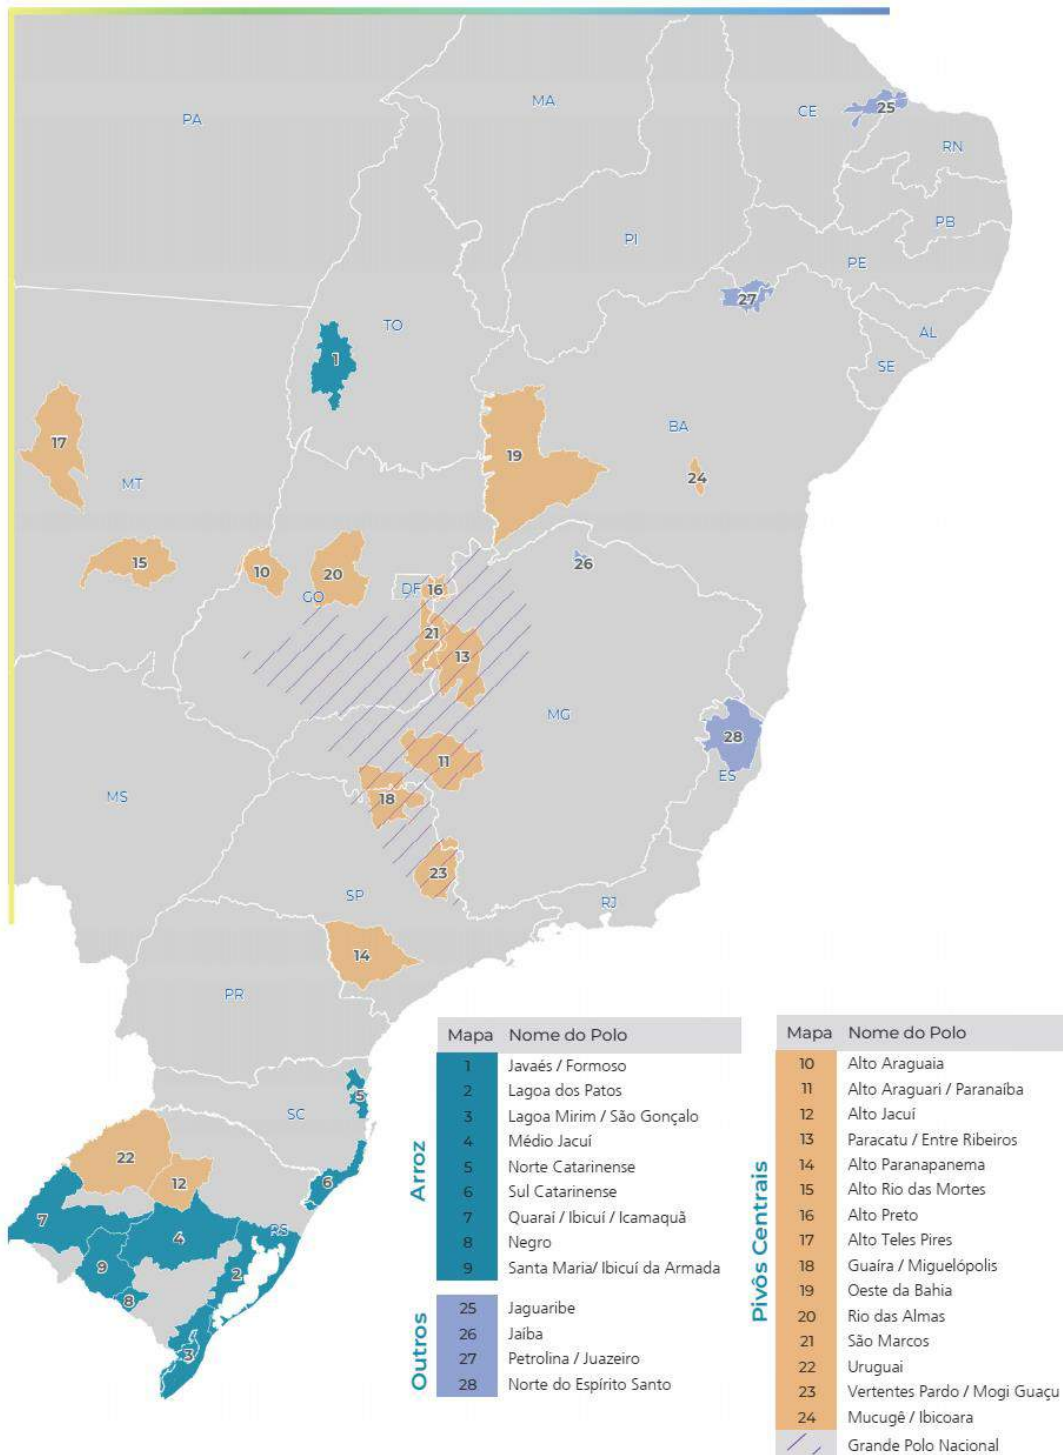 PA
MA
CE
25
RN
PB
PI
PE
27
TO
AL
1
SE
17
BA
19
24
MT
15
10
20
26
GO
DF
16
21
13
MG
28
11
ES
MS
18
23
SP
RJ
14
PR
5
SC
22
12
6
7
4
RS
9
2
8
3
Mapa Nome do Polo
Arroz
1 Javaés / Formoso
2 Lagoa dos Patos
3 Lagoa Mirim / São Gonçalo
4 Médio Jacuí
5 Norte Catarinense
6 Sul Catarinense
7 Quaraí / Ibicuí / Icamaquã
8 Negro
9 Santa Maria/ Ibicuí da Armada
Outros
25 Jaguaribe
26 Jaíba
27 Petrolina / Juazeiro
28 Norte do Espírito Santo
Mapa Nome do Polo
Pivôs Centrais
10 Alto Araguaia
11 Alto Araguari / Paranaíba
12 Alto Jacuí
13 Paracatu / Entre Ribeiros
14 Alto Paranapanema
15 Alto Rio das Mortes
16 Alto Preto
17 Alto Teles Pires
18 Guaíra / Miguelópolis
19 Oeste da Bahia
20 Rio das Almas
21 São Marcos
22 Uruguai
23 Vertentes Pardo / Mogi Guaçu
24 Mucugê / Ibicoara
Grande Polo Nacional